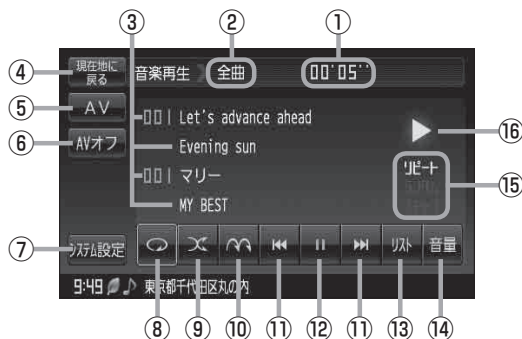 ③ ② ①
④ 現在地に戻る 音楽再生 全曲 00'05''
⑤ AV
001 Let's advance ahead
⑥ AVオフ
Evening sun
⑯
001 マリー
リピート ⑮
MY BEST
⑦ システム設定 リスト 音量
9:49 東京都千代田区丸の内
⑧ ⑨ ⑩ ⑪ ⑫ ⑪ ⑬ ⑭